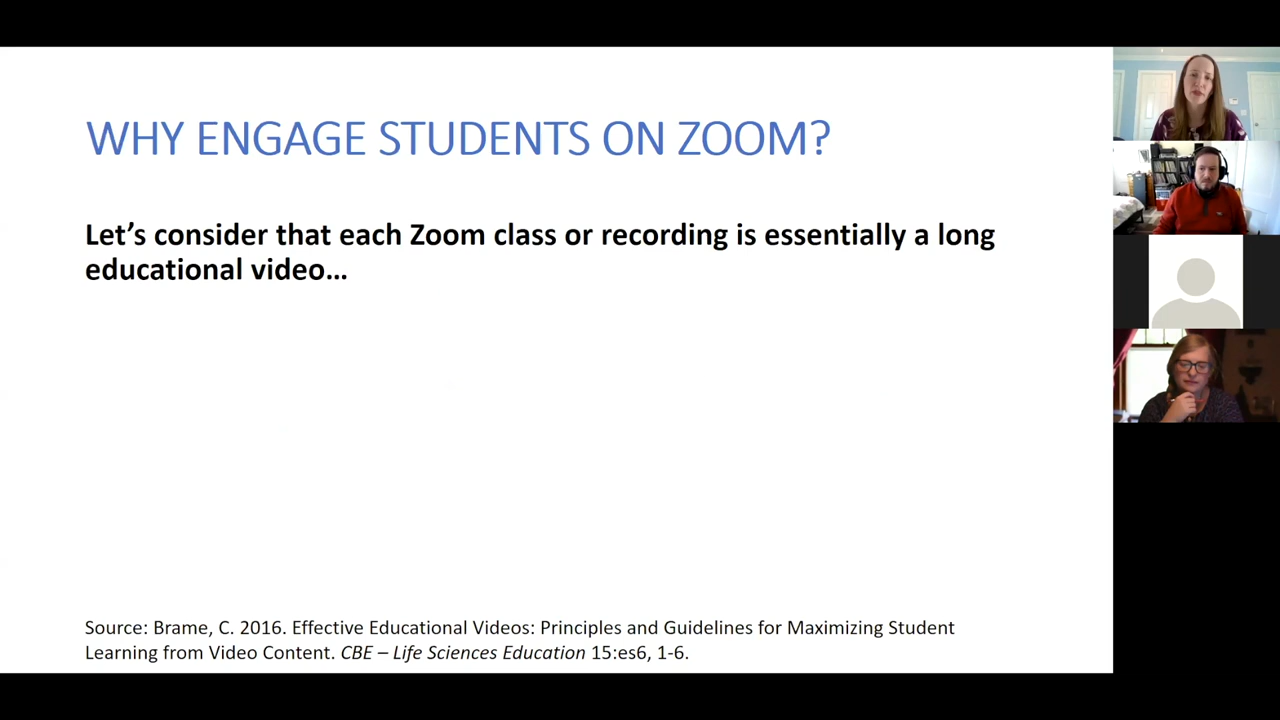 WHY ENGAGE STUDENTS ON ZOOM?
Let’s consider that each Zoom class or recording is essentially a long
educational video…
Source: Brame, C. 2016. Effective Educational Videos: Principles and Guidelines for Maximizing Student
Learning from Video Content. CBE – Life Sciences Education 15:es6, 1-6.